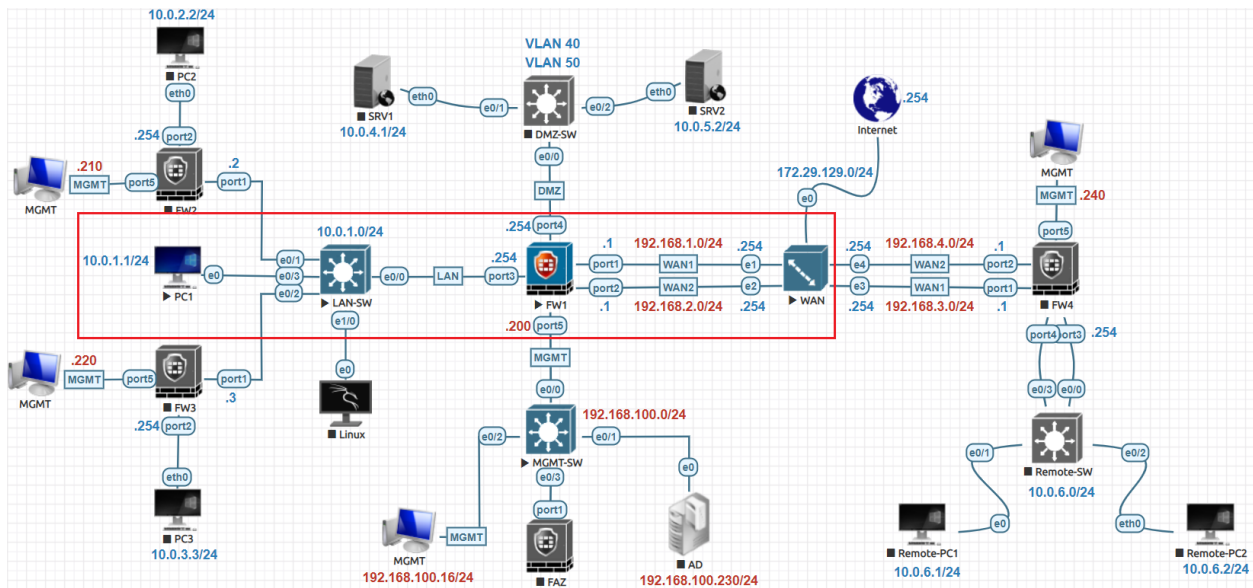 10.0.2.2/24
PC2
eth0
.254
port2
.210
MGMT
port5
MGMT
FW2
port1
.2
VLAN 40
VLAN 50
SRV1
10.0.4.1/24
eth0
e0/1
DMZ-SW
e0/2
eth0
SRV2
10.0.5.2/24
e0/0
DMZ
.254
port4
Internet
.254
172.29.129.0/24
e0
MGMT
MGMT
.240
port5
10.0.1.1/24
PC1
e0
10.0.1.0/24
e0/1
e0/3
e0/2
LAN-SW
e0/0
LAN
port3
.254
FW1
port1
.1
192.168.1.0/24
WAN1
.254
e1
port2
.1
WAN2
192.168.2.0/24
e2
.254
WAN
.254
e4
192.168.4.0/24
WAN2
.1
port2
e3
.254
WAN1
192.168.3.0/24
port1
.1
FW4
e1/0
e0
Linux
.200
port5
MGMT
e0/0
192.168.100.0/24
.220
MGMT
port5
MGMT
FW3
port1
.3
.254
port2
eth0
PC3
10.0.3.3/24
e0/2
e0/1
MGMT-SW
e0/3
port1
FAZ
MGMT
MGMT
192.168.100.16/24
e0
AD
192.168.100.230/24
port4
port3
.254
e0/3
e0/0
e0/1
e0/2
Remote-SW
10.0.6.0/24
e0
Remote-PC1
10.0.6.1/24
eth0
Remote-PC2
10.0.6.2/24